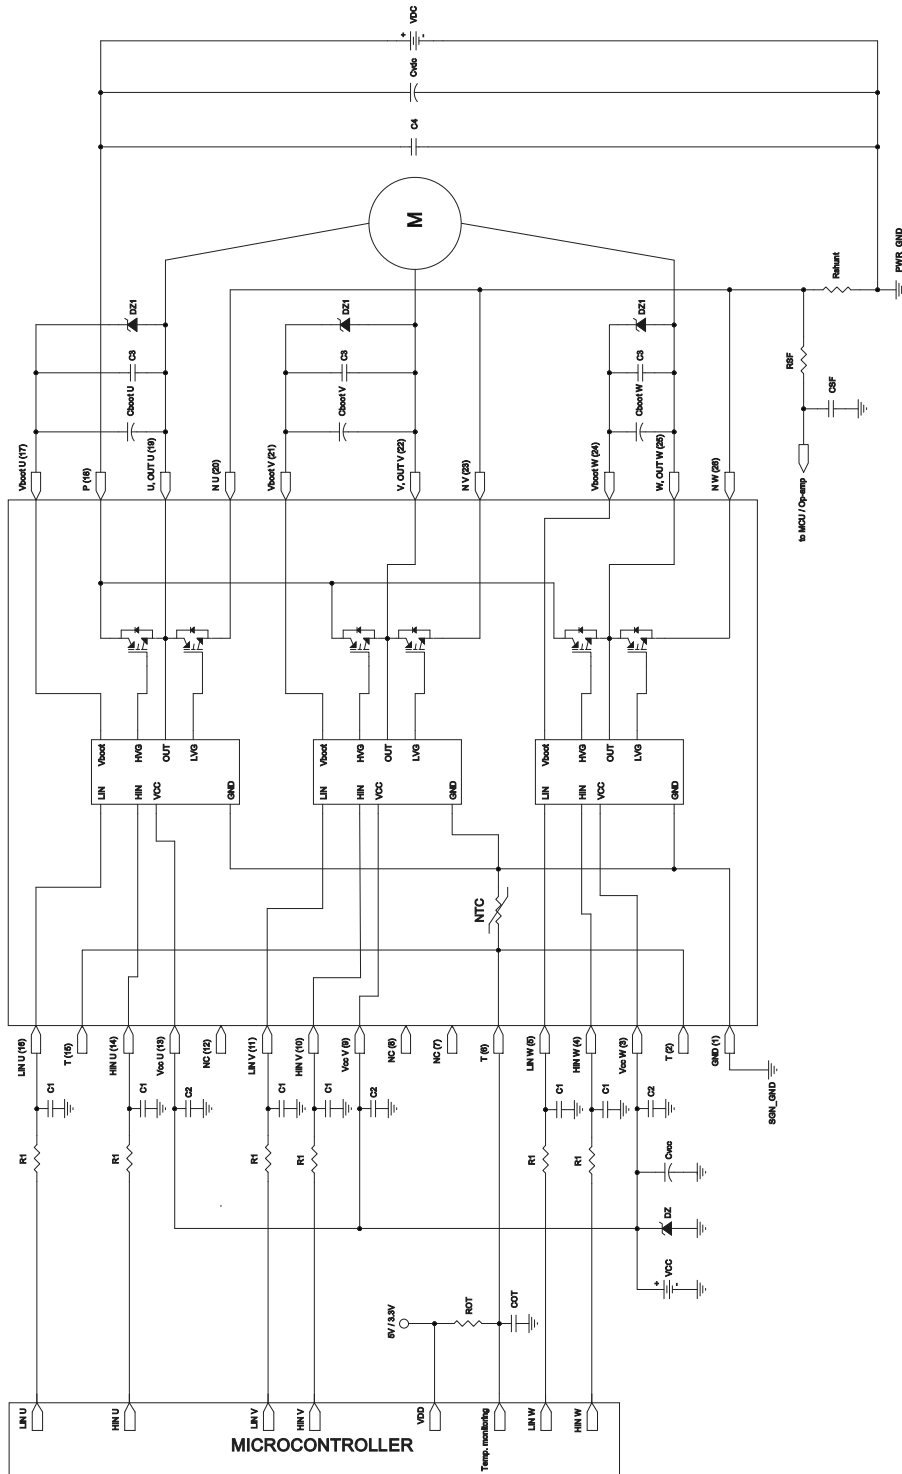 VDC
+
-
Cvdc
C4
M
Rshunt
PWR_GND
DZ1
C3
Cboot U
DZ1
C3
Cboot V
DZ1
C3
Cboot W
RSF
CSF
to MCU / Op-amp
Vboot U (17)
P (18)
U, OUT U (19)
N U (20)
Vboot V (21)
V, OUT V (22)
N V (23)
Vboot W (24)
W, OUT W (25)
N W (26)
Vboot
HVG
OUT
LVG
LIN
HIN
VCC
GND
Vboot
HVG
OUT
LVG
LIN
HIN
VCC
GND
Vboot
HVG
OUT
LVG
LIN
HIN
VCC
GND
NTC
LIN U (16)
T (15)
HIN U (14)
Vcc U (13)
NC (12)
LIN V (11)
HIN V (10)
Vcc V (9)
NC (8)
NC (7)
T (6)
LIN W (5)
HIN W (4)
Vcc W (3)
T (2)
GND (1)
SGN_GND
C1
C1
C2
C1
C1
C2
C1
C1
C2
R1
R1
R1
R1
R1
R1
Cvcc
DZ
VCC
+
-
5V / 3.3V
ROT
COT
LIN U
HIN U
LIN V
HIN V
VDD
Temp. monitoring
LIN W
HIN W
MICROCONTROLLER